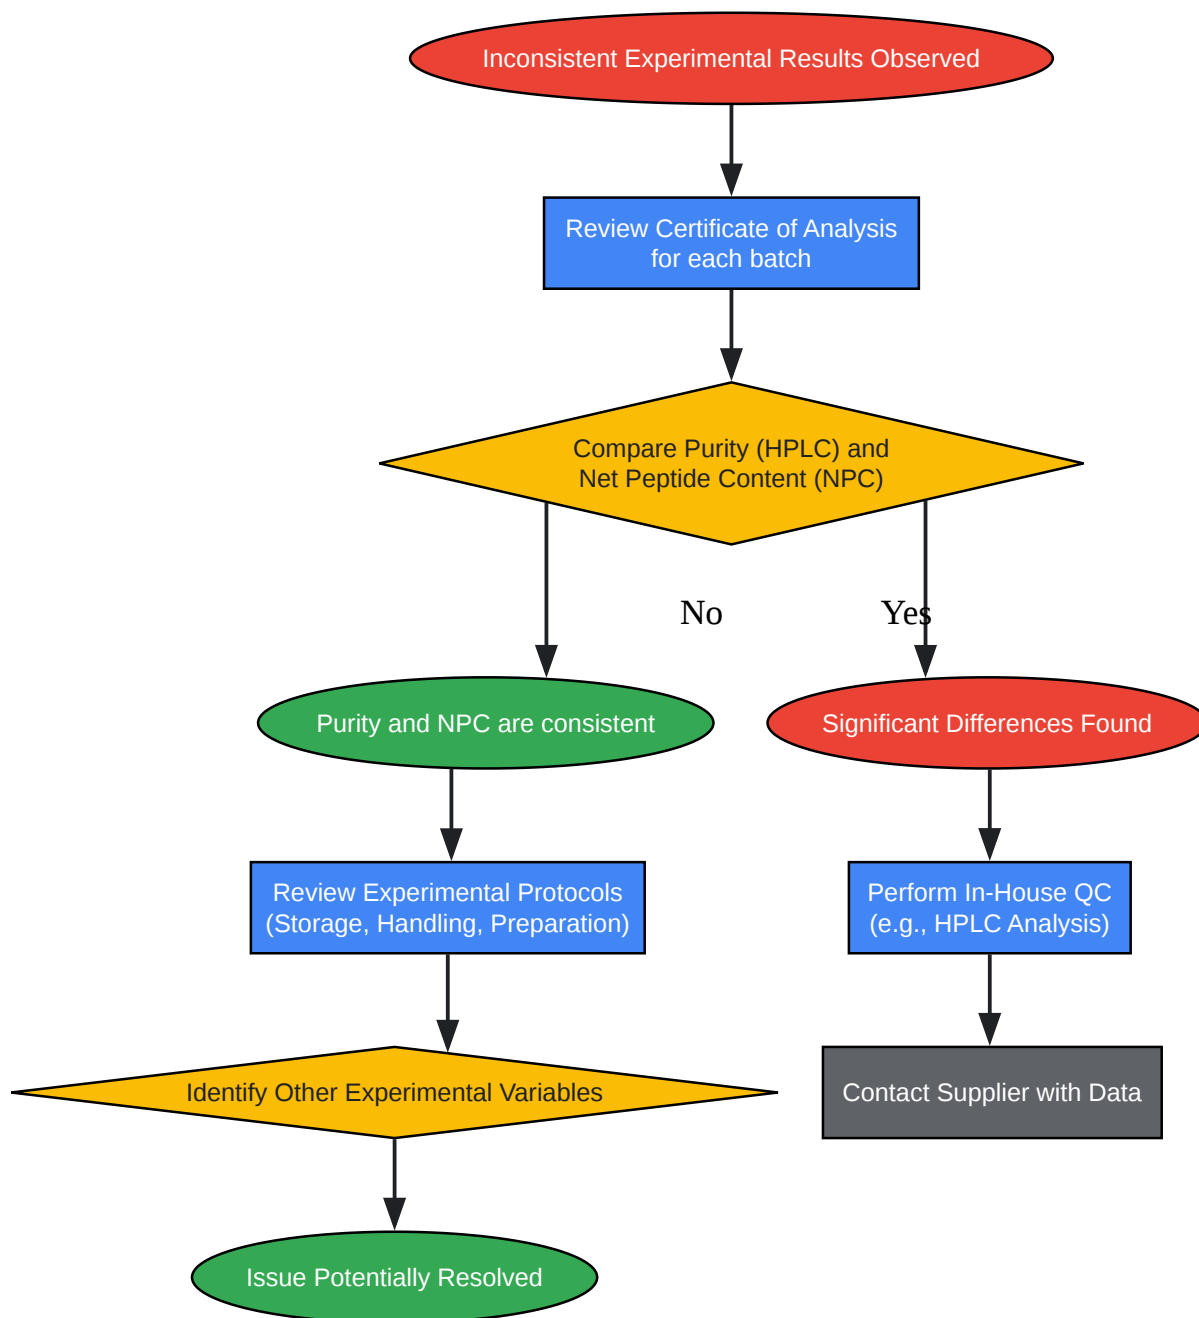 Inconsistent Experimental Results Observed
Review Certificate of Analysis
for each batch
Compare Purity (HPLC) and
Net Peptide Content (NPC)
No
Yes
Purity and NPC are consistent
Significant Differences Found
Review Experimental Protocols
(Storage, Handling, Preparation)
Perform In-House QC
(e.g., HPLC Analysis)
Identify Other Experimental Variables
Contact Supplier with Data
Issue Potentially Resolved